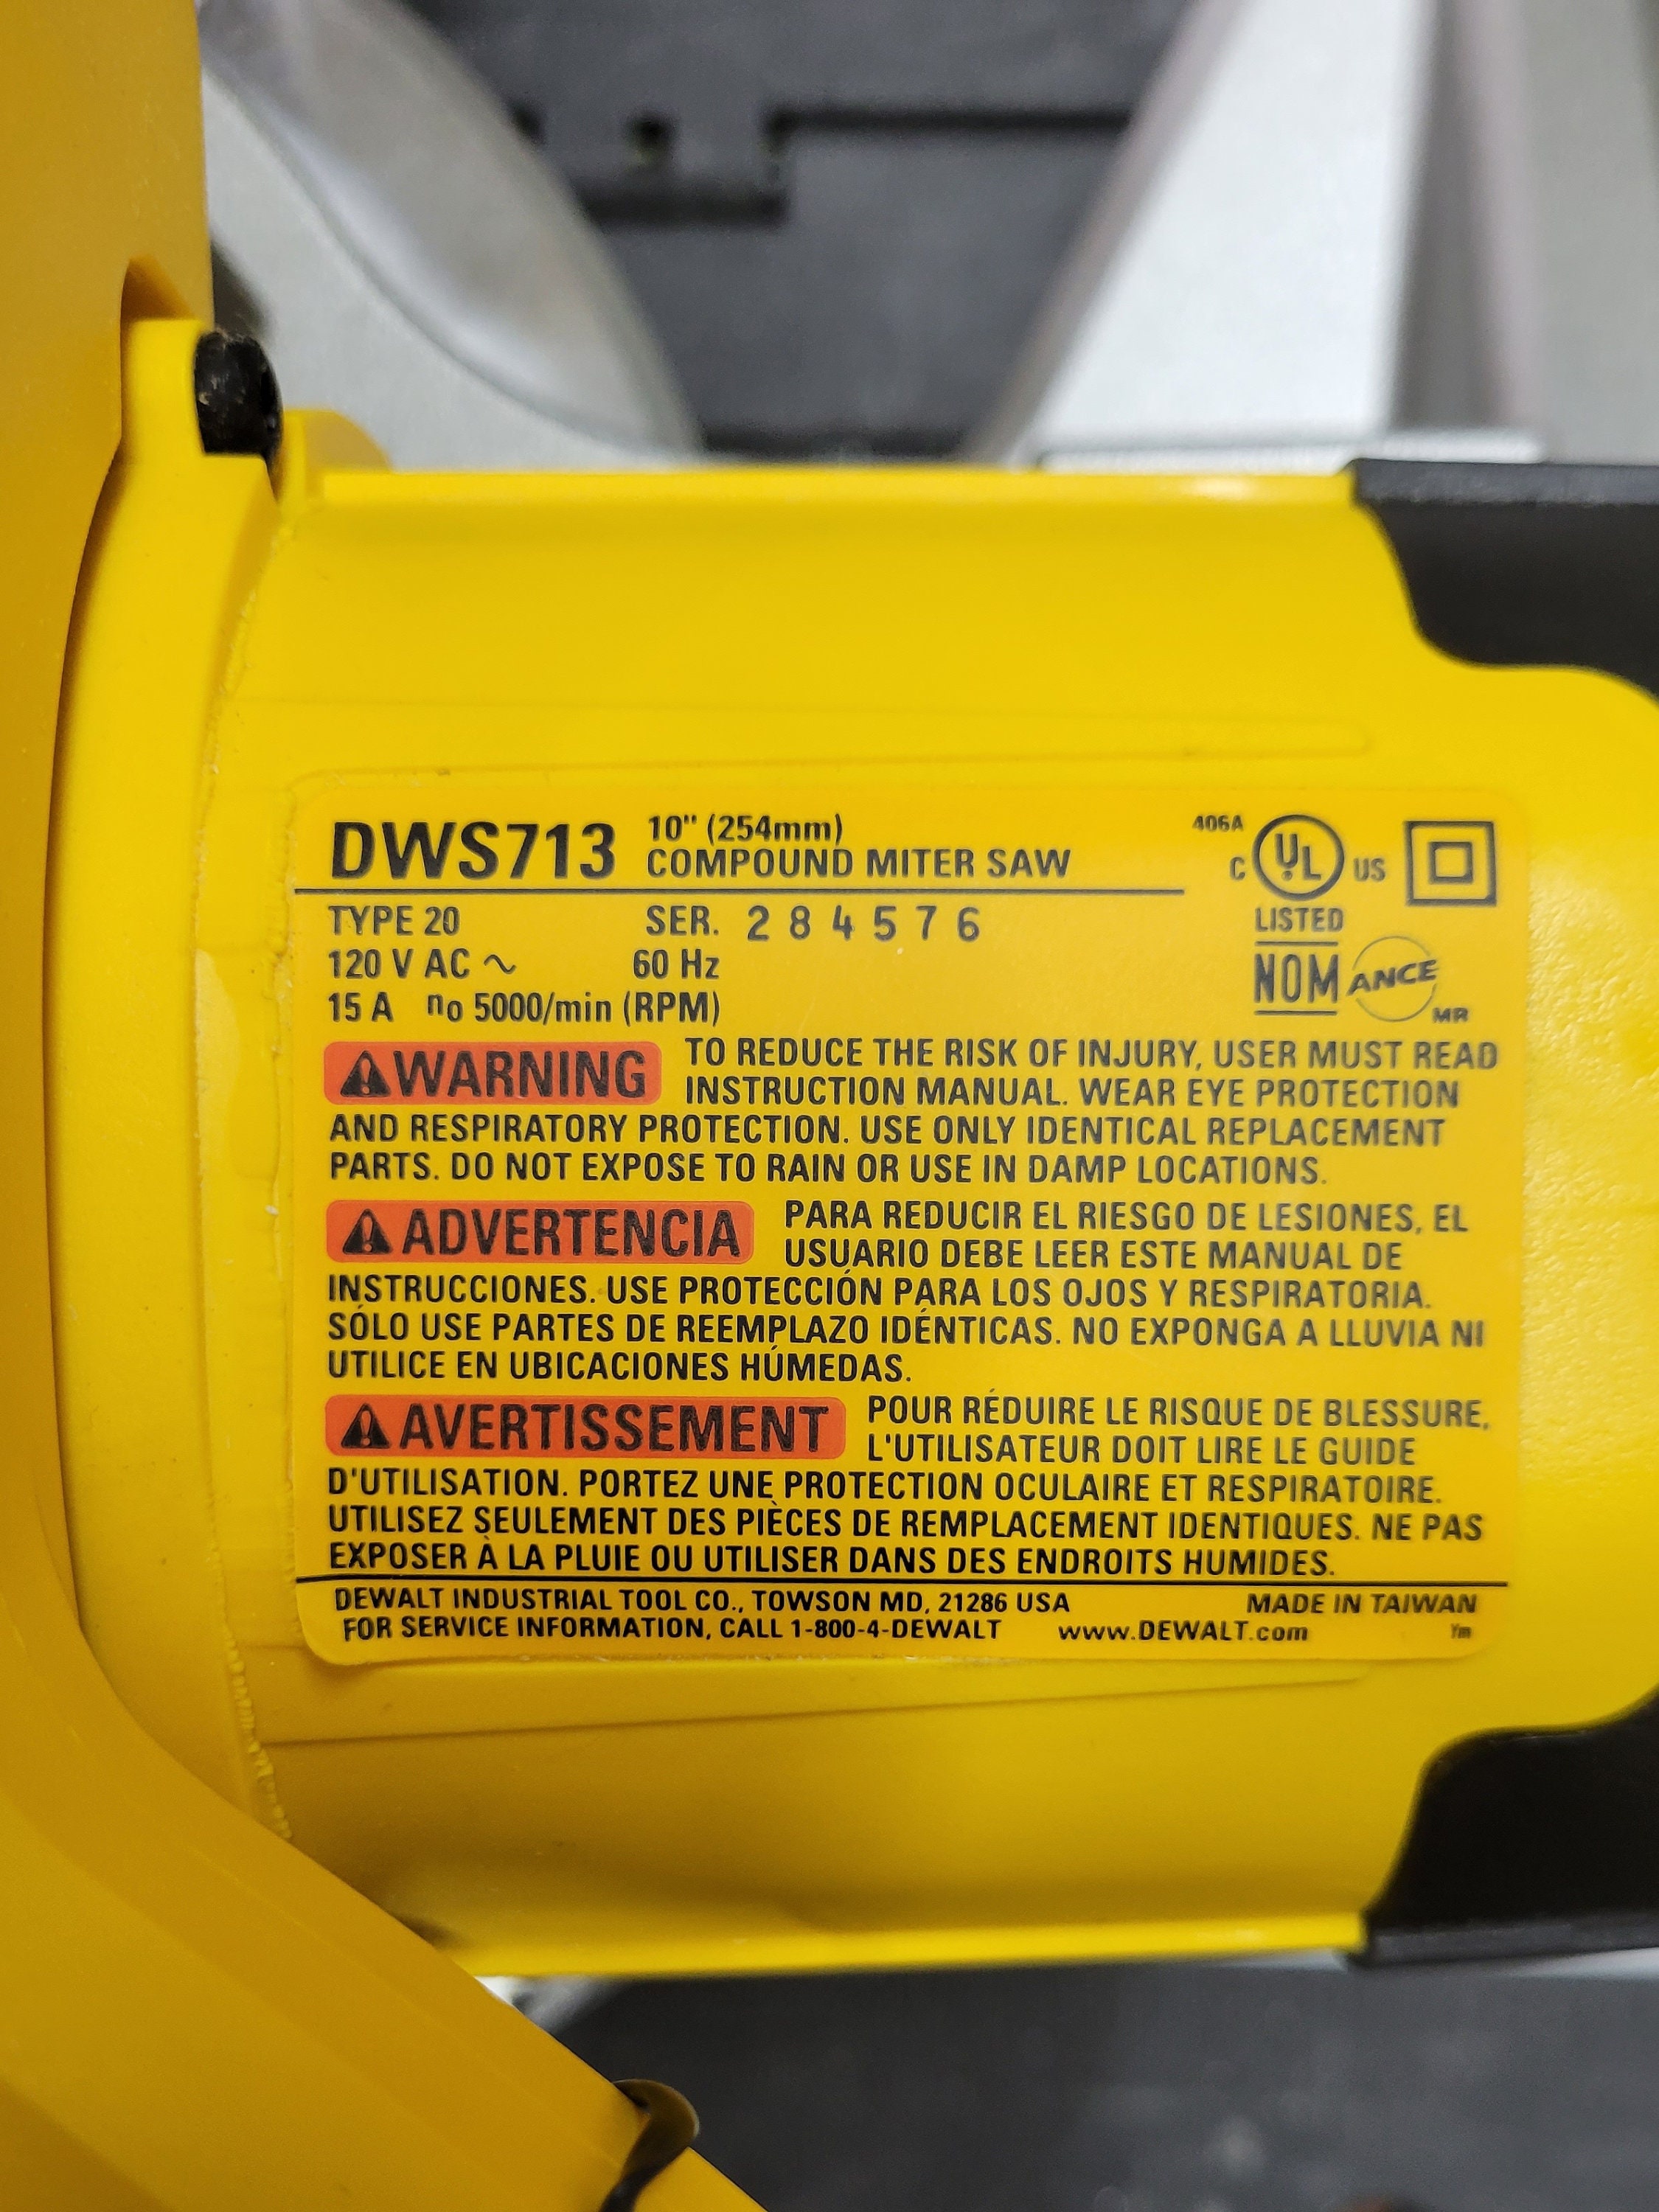 DWS713 10" (254mm)
COMPOUND MITER SAW
406A
C UL US
LISTED
TYPE 20 SER. 284576
120 V AC ~ 60 Hz
15 A no 5000/min (RPM)
NOM ANCE
MR
WARNING TO REDUCE THE RISK OF INJURY, USER MUST READ
INSTRUCTION MANUAL. WEAR EYE PROTECTION
AND RESPIRATORY PROTECTION. USE ONLY IDENTICAL REPLACEMENT
PARTS. DO NOT EXPOSE TO RAIN OR USE IN DAMP LOCATIONS.
ADVERTENCIA PARA REDUCIR EL RIESGO DE LESIONES, EL
USUARIO DEBE LEER ESTE MANUAL DE
INSTRUCCIONES. USE PROTECCIÓN PARA LOS OJOS Y RESPIRATORIA.
SÓLO USE PARTES DE REEMPLAZO IDÉNTICAS. NO EXPONGA A LLUVIA NI
UTILICE EN UBICACIONES HÚMEDAS.
AVERTISSEMENT POUR RÉDUIRE LE RISQUE DE BLESSURE,
L'UTILISATEUR DOIT LIRE LE GUIDE
D'UTILISATION. PORTEZ UNE PROTECTION OCULAIRE ET RESPIRATOIRE.
UTILISEZ SEULEMENT DES PIÈCES DE REMPLACEMENT IDENTIQUES. NE PAS
EXPOSER À LA PLUIE OU UTILISER DANS DES ENDROITS HUMIDES.
DEWALT INDUSTRIAL TOOL CO., TOWSON MD, 21286 USA MADE IN TAIWAN
FOR SERVICE INFORMATION, CALL 1-800-4-DEWALT www.DEWALT.com Ym